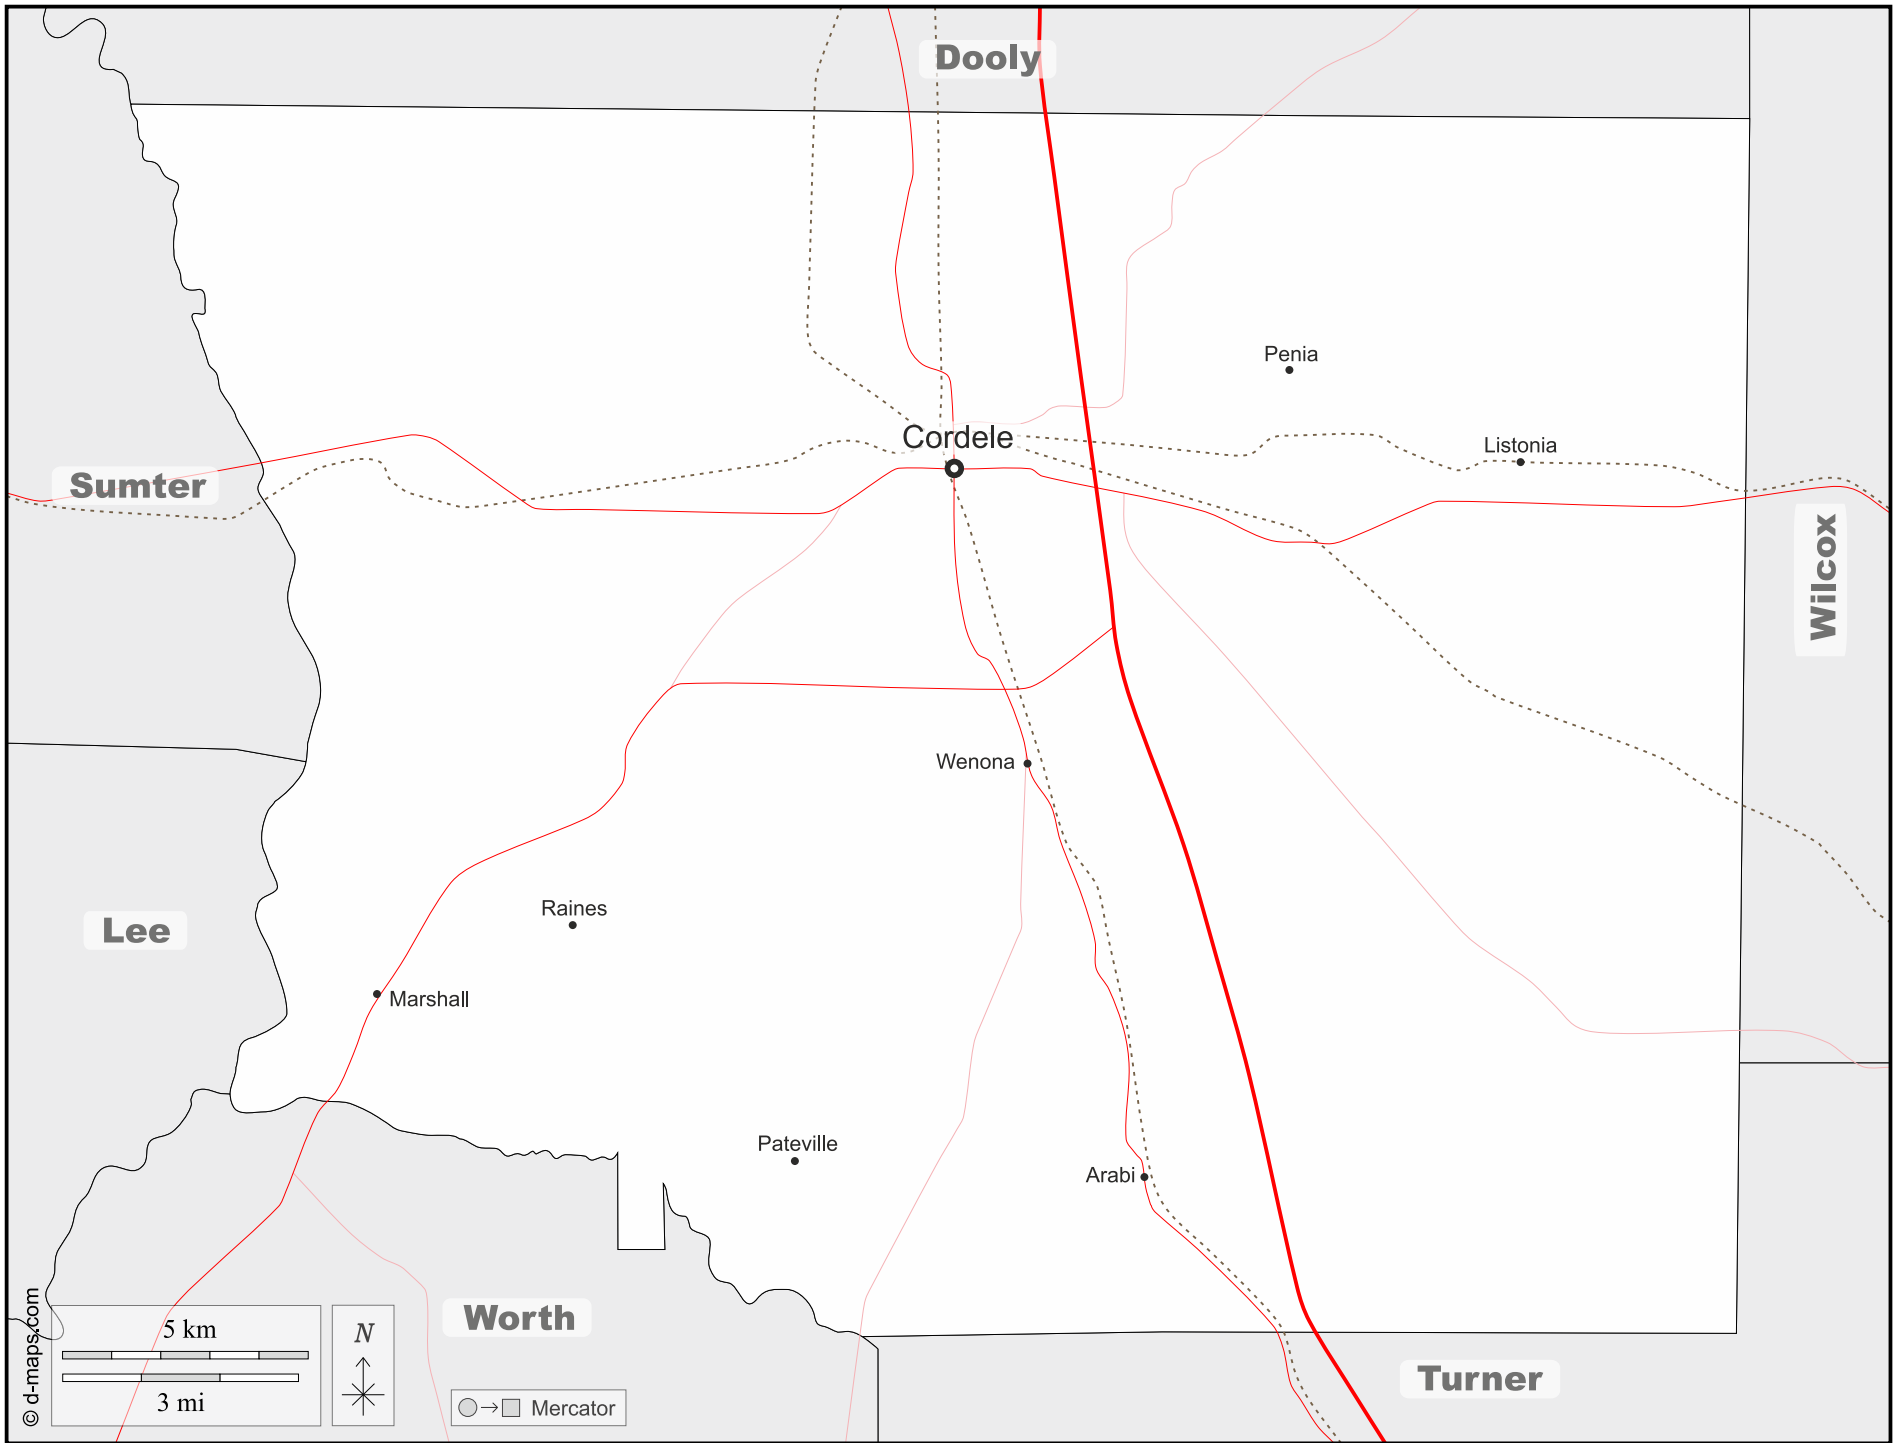 Dooly
Penia
Cordele
Listonia
Sumter
Wilcox
Wenona
Raines
Lee
Marshall
Pateville
Arabi
Worth
Turner
© d-maps.com
5 km
3 mi
N
Mercator